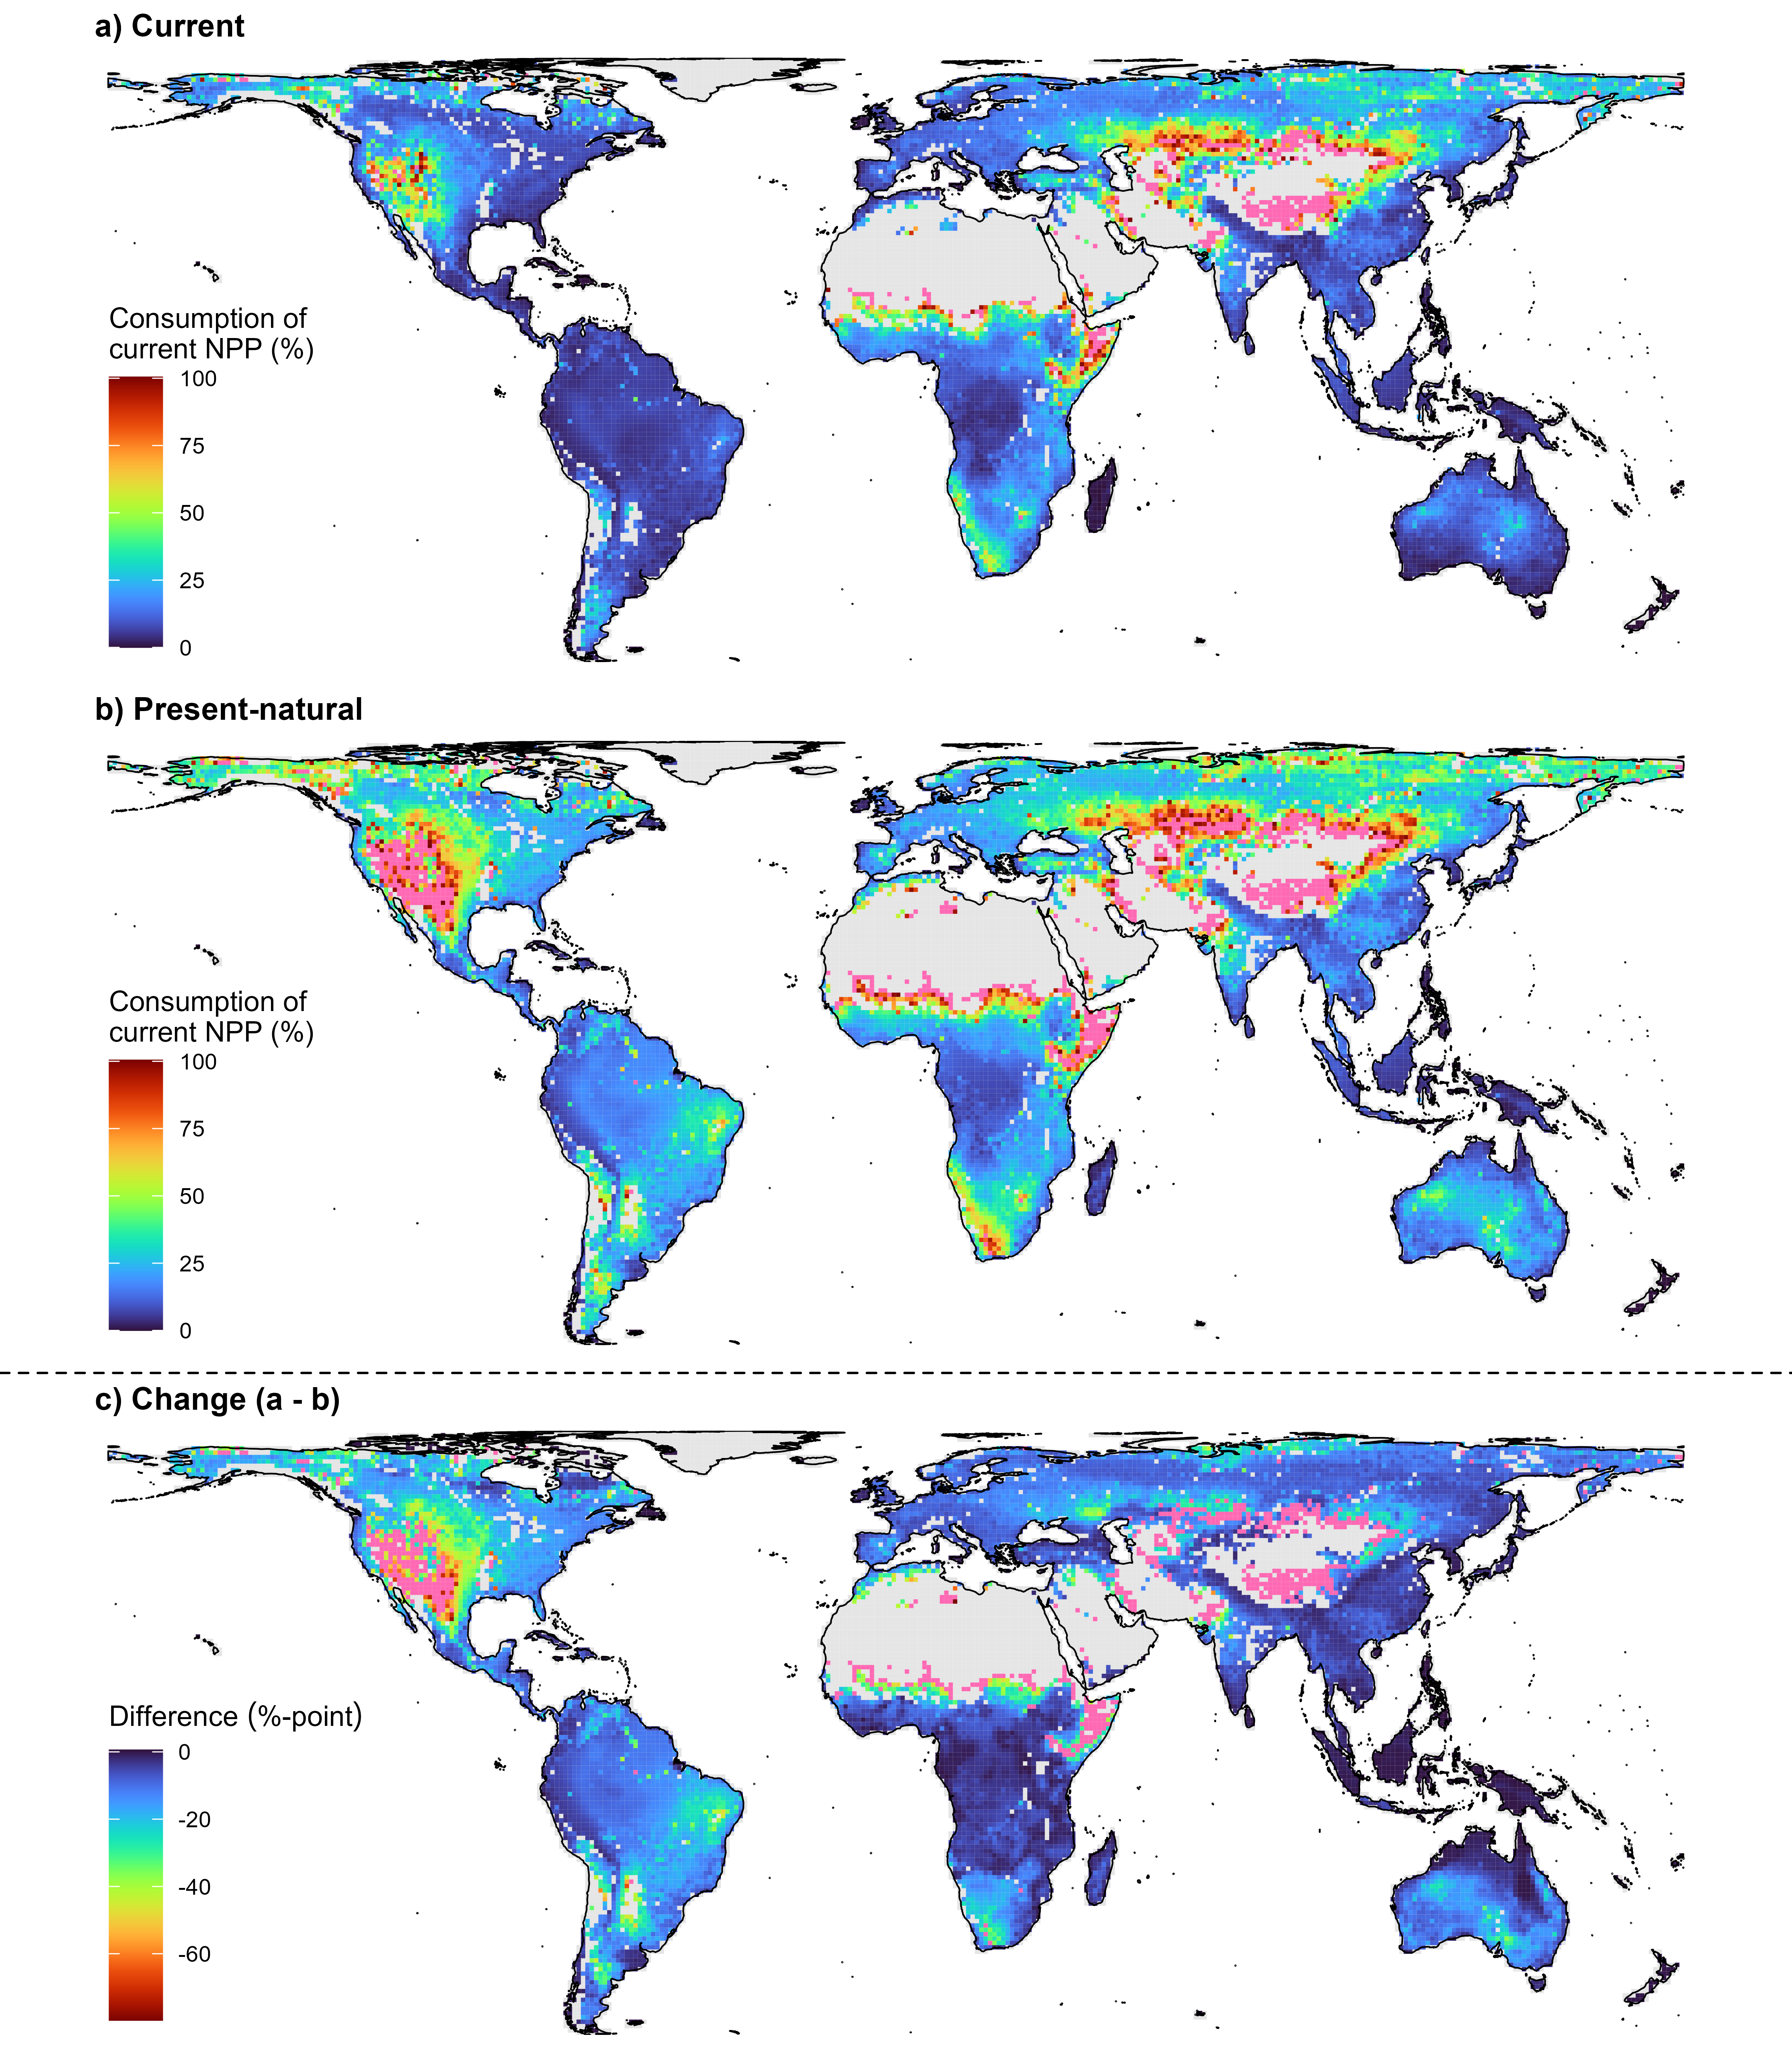 a) Current
Consumption of
current NPP (%)
100
75
50
25
0
b) Present-natural
Consumption of
current NPP (%)
100
75
50
25
0
c) Change (a - b)
Difference (%-point)
0
-20
-40
-60